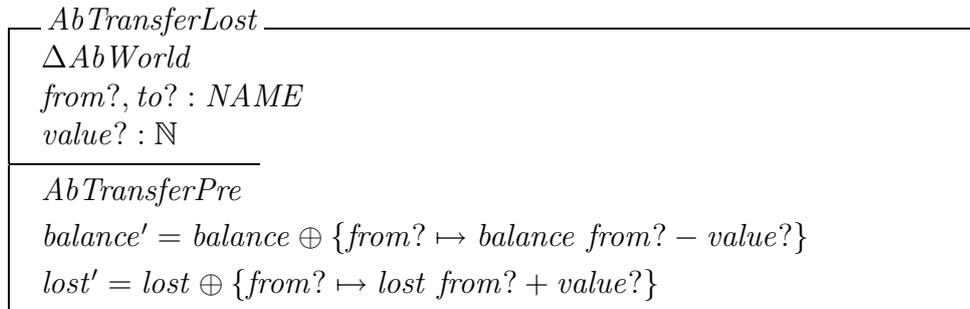 AbTransferLost
ΔAbWorld
from?, to? : NAME
value? : ℕ
AbTransferPre
balance′ = balance ⊕ {from? ↦ balance from? − value?}
lost′ = lost ⊕ {from? ↦ lost from? + value?}